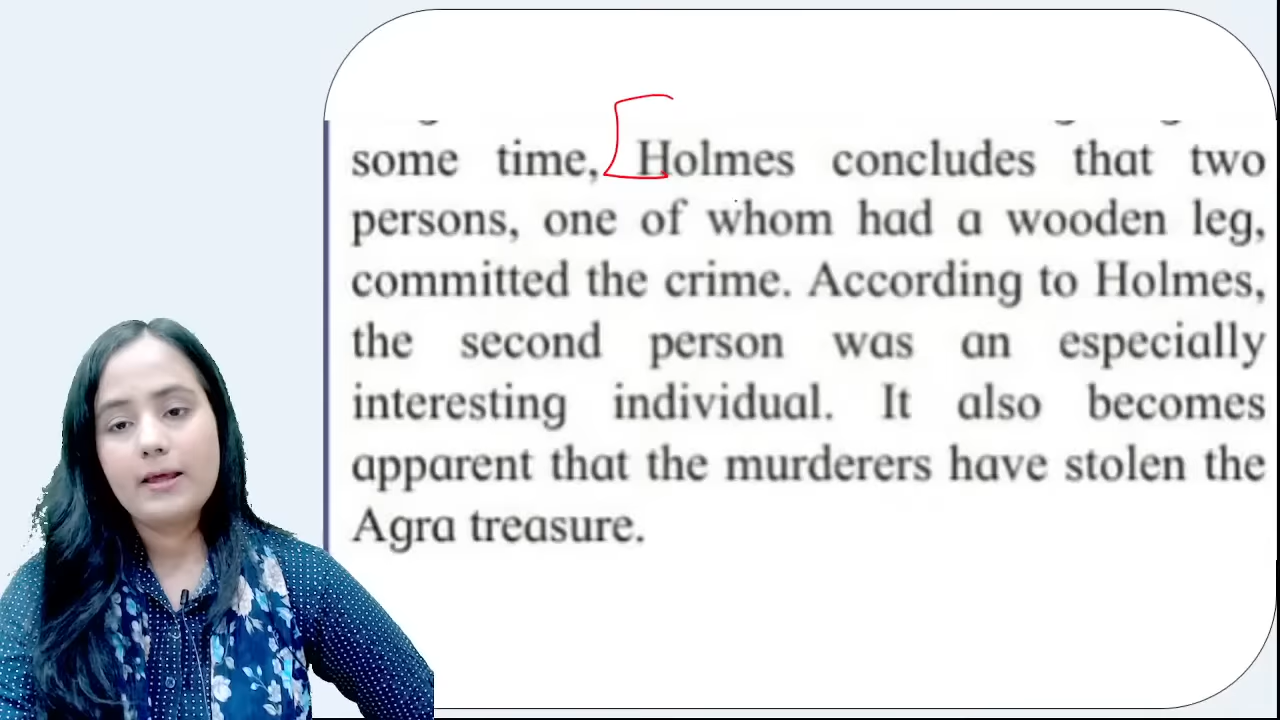 some time, Holmes concludes that two
persons, one of whom had a wooden leg,
committed the crime. According to Holmes,
the second person was an especially
interesting individual. It also becomes
apparent that the murderers have stolen the
Agra treasure.